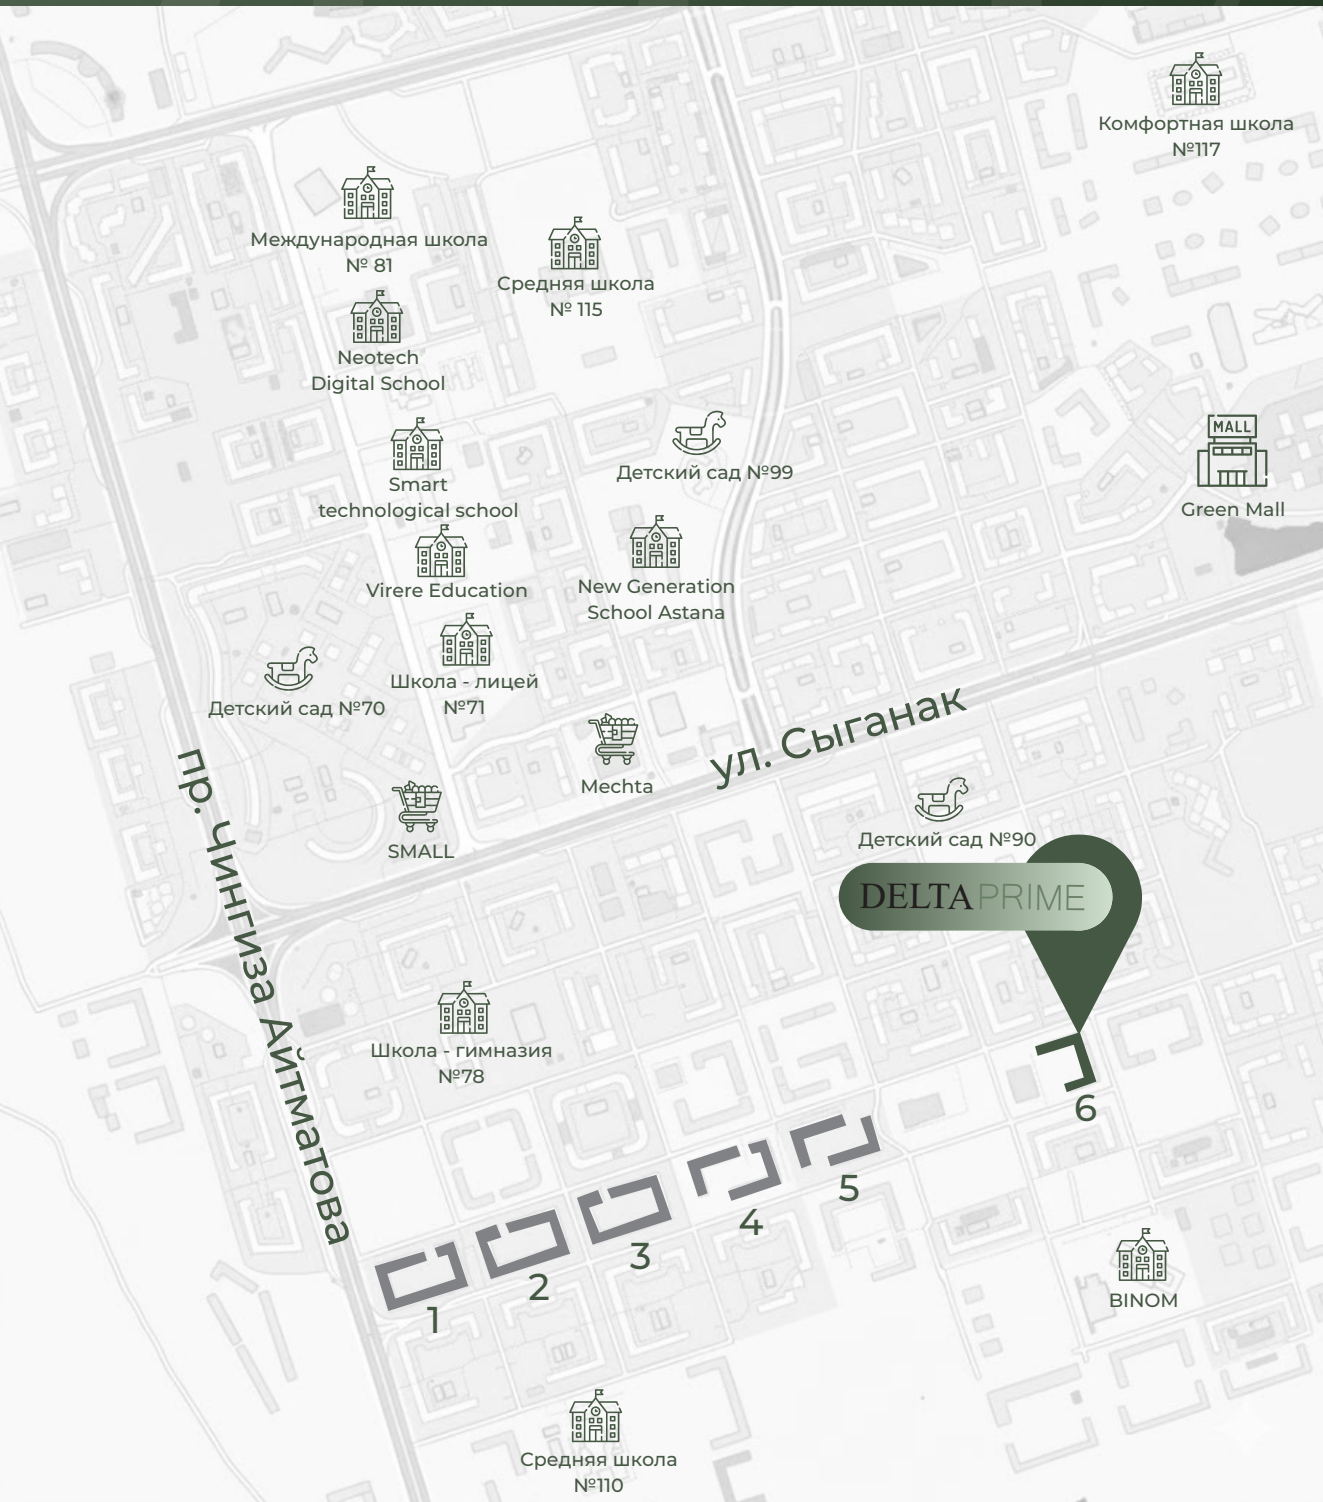 Комфортная школа
№117
Международная школа
№ 81
Средняя школа
№ 115
Neotech
Digital School
Smart
technological school
Детский сад №99
MALL
Green Mall
Virere Education
New Generation
School Astana
Школа - лицей
№71
Детский сад №70
Mechta
ул. Сыганак
SMALL
пр. Чингиза Айтматова
Детский сад №90
DELTA PRIME
Школа - гимназия
№78
6
5
4
3
2
1
BINOM
Средняя школа
№110